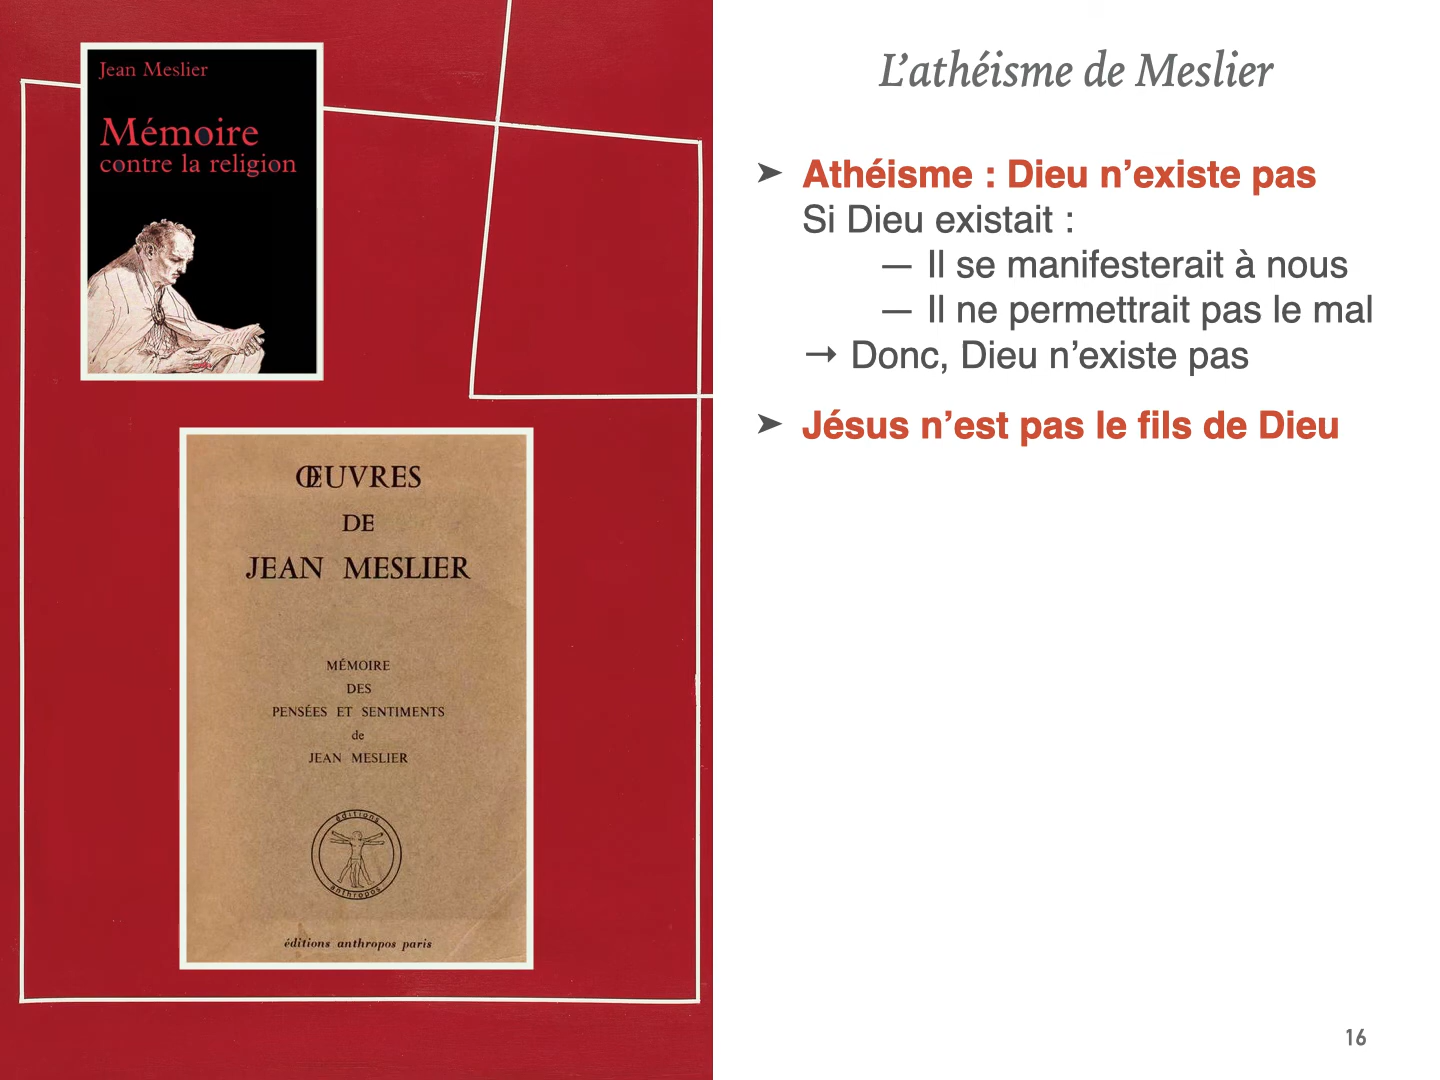 Jean Meslier
Mémoire
contre la religion
ŒUVRES
DE
JEAN MESLIER
MÉMOIRE
DES
PENSÉES ET SENTIMENTS
de
JEAN MESLIER
éditions
anthropos
éditions anthropos paris
L’athéisme de Meslier
➤ Athéisme : Dieu n’existe pas
Si Dieu existait :
— Il se manifesterait à nous
— Il ne permettrait pas le mal
→ Donc, Dieu n’existe pas
➤ Jésus n’est pas le fils de Dieu
16